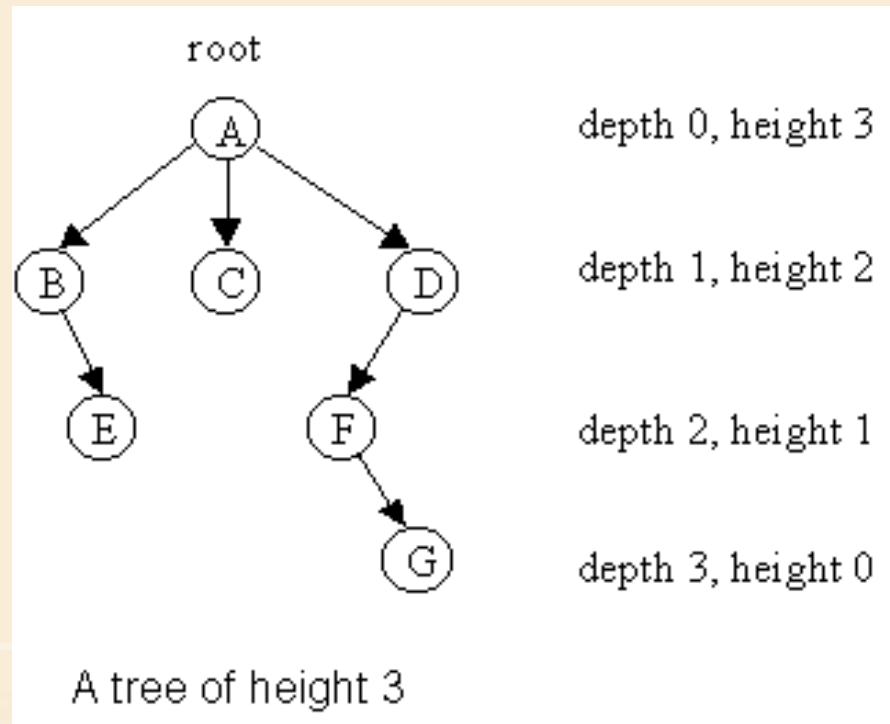 root
A
depth 0, height 3
B
C
D
depth 1, height 2
E
F
depth 2, height 1
G
depth 3, height 0
A tree of height 3